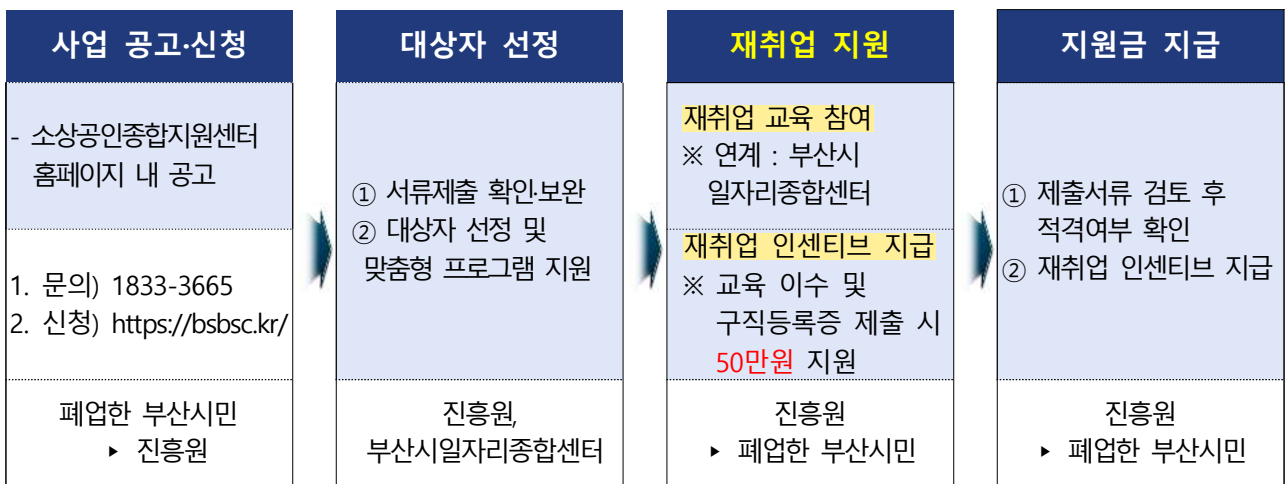 사업 공고·신청
- 소상공인종합지원센터
홈페이지 내 공고
1. 문의) 1833-3665
2. 신청) https://bsbsc.kr/
폐업한 부산시민
▶ 진흥원
대상자 선정
① 서류제출 확인·보완
② 대상자 선정 및
맞춤형 프로그램 지원
진흥원,
부산시일자리종합센터
재취업 지원
재취업 교육 참여
※ 연계 : 부산시
일자리종합센터
재취업 인센티브 지급
※ 교육 이수 및
구직등록증 제출 시
50만원 지원
진흥원
▶ 폐업한 부산시민
지원금 지급
① 제출서류 검토 후
적격여부 확인
② 재취업 인센티브 지급
진흥원
▶ 폐업한 부산시민